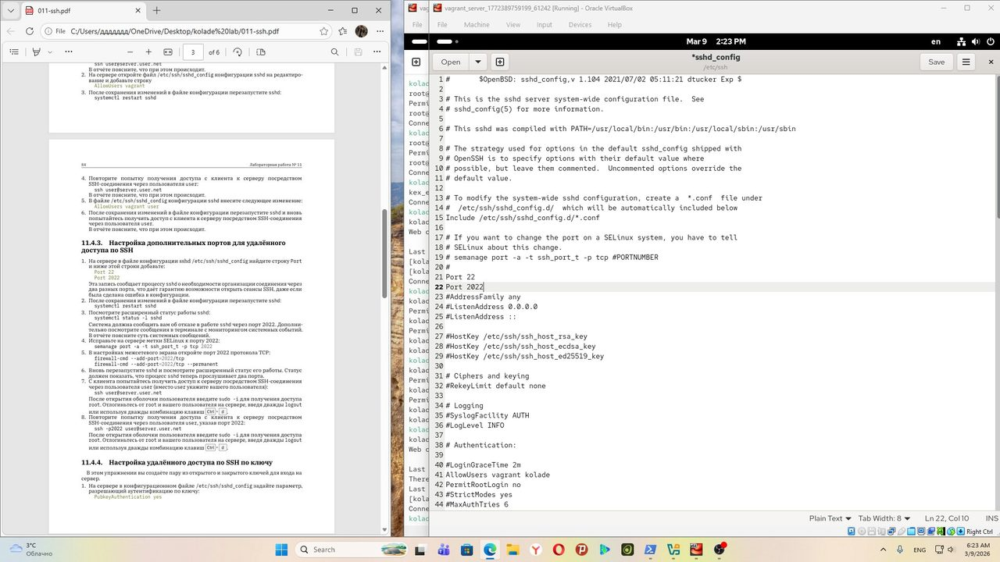 011-ssh.pdf
File C:/Users/дддддд/OneDrive/Desktop/kolade%20lab/011-ssh.pdf
3 of 6
ssh user@server.user.net
В отчёте поясните, что при этом происходит.
2. На сервере откройте файл /etc/ssh/sshd_config конфигурации sshd на редактиро-
вание и добавьте строку
AllowUsers vagrant
3. После сохранения изменений в файле конфигурации перезапустите sshd:
systemctl restart sshd
84 Лабораторная работа № 11
4. Повторите попытку получения доступа с клиента к серверу посредством
SSH-соединения через пользователя user:
ssh user@server.user.net
В отчёте поясните, что при этом происходит.
5. В файле /etc/ssh/sshd_config конфигурации sshd внесите следующее изменение:
AllowUsers vagrant user
6. После сохранения изменений в файле конфигурации перезапустите sshd и вновь
попытайтесь получить доступ с клиента к серверу посредством SSH-соединения
через пользователя user.
В отчёте поясните, что при этом происходит.
11.4.3. Настройка дополнительных портов для удалённого
доступа по SSH
1. На сервере в файле конфигурации sshd /etc/ssh/sshd_config найдите строку Port
и ниже этой строки добавьте:
Port 22
Port 2022
Эта запись сообщает процессу sshd о необходимости организации соединения через
два разных порта, что даёт гарантию возможности открыть сеансы SSH, даже если
была сделана ошибка в конфигурации.
2. После сохранения изменений в файле конфигурации перезапустите sshd:
systemctl restart sshd
3. Посмотрите расширенный статус работы sshd:
systemctl status -l sshd
Система должна сообщить вам об отказе в работе sshd через порт 2022. Дополни-
тельно посмотрите сообщения в терминале с мониторингом системных событий.
В отчёте поясните суть системных сообщений.
4. Исправьте на сервере метки SELinux к порту 2022:
semanage port -a -t ssh_port_t -p tcp 2022
5. В настройках межсетевого экрана откройте порт 2022 протокола TCP:
firewall-cmd --add-port=2022/tcp
firewall-cmd --add-port=2022/tcp --permanent
6. Вновь перезапустите sshd и посмотрите расширенный статус его работы. Статус
должен показать, что процесс sshd теперь прослушивает два порта.
7. С клиента попытайтесь получить доступ к серверу посредством SSH-соединения
через пользователя user (вместо user укажите вашего пользователя):
ssh user@server.user.net
После открытия оболочки пользователя введите sudo -i для получения доступа
root. Отлогиньтесь от root и вашего пользователя на сервере, введя дважды logout
или используя дважды комбинацию клавиш Ctrl + d .
8. Повторите попытку получения доступа с клиента к серверу посредством
SSH-соединения через пользователя user, указав порт 2022:
ssh -p2022 user@server.user.net
После открытия оболочки пользователя введите sudo -i для получения доступа
root. Отлогиньтесь от root и вашего пользователя на сервере, введя дважды logout
или используя дважды комбинацию клавиш Ctrl + d .
11.4.4. Настройка удалённого доступа по SSH по ключу
В этом упражнении вы создаёте пару из открытого и закрытого ключей для входа на
сервер.
1. На сервере в конфигурационном файле /etc/ssh/sshd_config задайте параметр,
разрешающий аутентификацию по ключу:
PubkeyAuthentication yes
vag
File
kolad
root@
Permi
root@
Conne
root@
Permi
root@
Conne
kex_e
Conne
kolad
kolad
Web c
Last
[kola
[kola
Conne
kolad
kolad
Permi
kolad
Permi
kolad
Conne
kolad
Permi
kolad
Permi
kolad
Conne
kolad
kolad
Web c
Last
There
Last
[kola
Conne
kolad
vagrant_server_1772389759199_61242 [Running] - Oracle VirtualBox
File Machine View Input Devices Help
Mar 9 2:23 PM en
Open *sshd_config Save
/etc/ssh
1 # $OpenBSD: sshd_config,v 1.104 2021/07/02 05:11:21 dtucker Exp $
2
3 # This is the sshd server system-wide configuration file. See
4 # sshd_config(5) for more information.
5
6 # This sshd was compiled with PATH=/usr/local/bin:/usr/bin:/usr/local/sbin:/usr/sbin
7
8 # The strategy used for options in the default sshd_config shipped with
9 # OpenSSH is to specify options with their default value where
10 # possible, but leave them commented. Uncommented options override the
11 # default value.
12
13 # To modify the system-wide sshd configuration, create a *.conf file under
14 # /etc/ssh/sshd_config.d/ which will be automatically included below
15 Include /etc/ssh/sshd_config.d/*.conf
16
17 # If you want to change the port on a SELinux system, you have to tell
18 # SELinux about this change.
19 # semanage port -a -t ssh_port_t -p tcp #PORTNUMBER
20 #
21 Port 22
22 Port 2022
23 #AddressFamily any
24 #ListenAddress 0.0.0.0
25 #ListenAddress ::
26
27 #HostKey /etc/ssh/ssh_host_rsa_key
28 #HostKey /etc/ssh/ssh_host_ecdsa_key
29 #HostKey /etc/ssh/ssh_host_ed25519_key
30
31 # Ciphers and keying
32 #RekeyLimit default none
33
34 # Logging
35 #SyslogFacility AUTH
36 #LogLevel INFO
37
38 # Authentication:
39
40 #LoginGraceTime 2m
41 AllowUsers vagrant kolade
42 PermitRootLogin no
43 #StrictModes yes
44 #MaxAuthTries 6
Plain Text Tab Width: 8 Ln 22, Col 10 INS
Right Ctrl
3°C
Облачно
Search
ENG
6:23 AM
3/9/2026